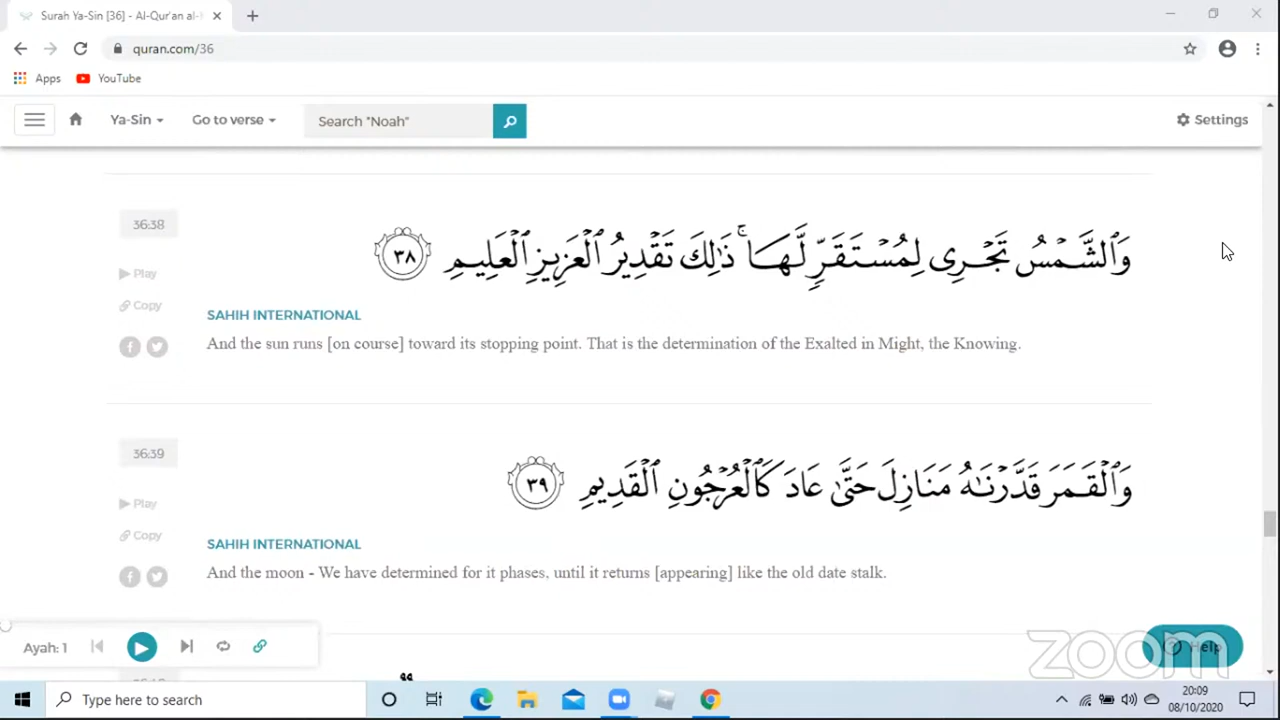 Surah Ya-Sin [36] - Al-Qur'an al-
quran.com/36
Apps YouTube
Ya-Sin Go to verse Search "Noah" Settings
36:38
وَٱلشَّمْسُ تَجْرِى لِمُسْتَقَرٍّ لَّهَا ۚ ذَٰلِكَ تَقْدِيرُ ٱلْعَزِيزِ ٱلْعَلِيمِ ٣٨
Play
Copy
SAHIH INTERNATIONAL
And the sun runs [on course] toward its stopping point. That is the determination of the Exalted in Might, the Knowing.
36:39
وَٱلْقَمَرَ قَدَّرْنَٰهُ مَنَازِلَ حَتَّىٰ عَادَ كَٱلْعُرْجُونِ ٱلْقَدِيمِ ٣٩
Play
Copy
SAHIH INTERNATIONAL
And the moon - We have determined for it phases, until it returns [appearing] like the old date stalk.
Ayah: 1
zoom
Help
Type here to search
20:09
08/10/2020